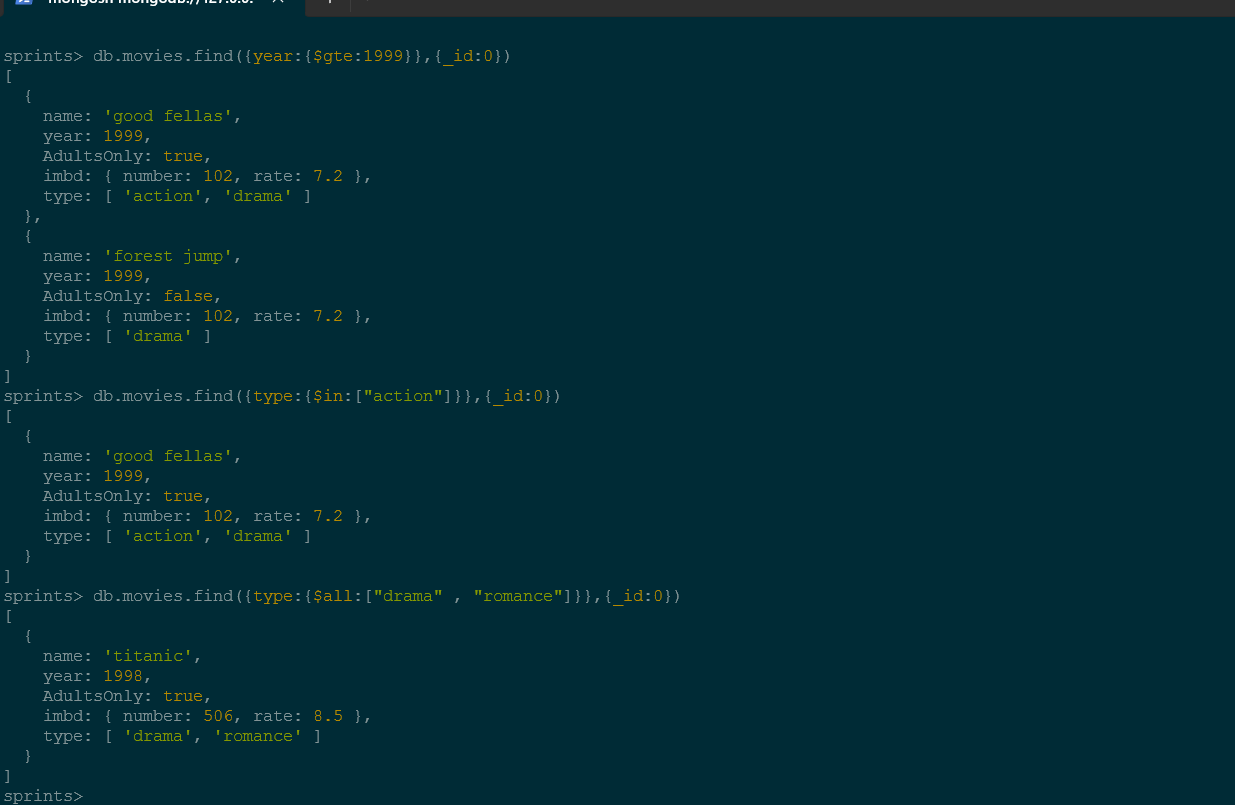 mongosh mongodb://127.0.0.
sprints> db.movies.find({year:{$gte:1999}},{_id:0})
[
  {
    name: 'good fellas',
    year: 1999,
    AdultsOnly: true,
    imbd: { number: 102, rate: 7.2 },
    type: [ 'action', 'drama' ]
  },
  {
    name: 'forest jump',
    year: 1999,
    AdultsOnly: false,
    imbd: { number: 102, rate: 7.2 },
    type: [ 'drama' ]
  }
]
sprints> db.movies.find({type:{$in:["action"]}},{_id:0})
[
  {
    name: 'good fellas',
    year: 1999,
    AdultsOnly: true,
    imbd: { number: 102, rate: 7.2 },
    type: [ 'action', 'drama' ]
  }
]
sprints> db.movies.find({type:{$all:["drama" , "romance"]}},{_id:0})
[
  {
    name: 'titanic',
    year: 1998,
    AdultsOnly: true,
    imbd: { number: 506, rate: 8.5 },
    type: [ 'drama', 'romance' ]
  }
]
sprints>